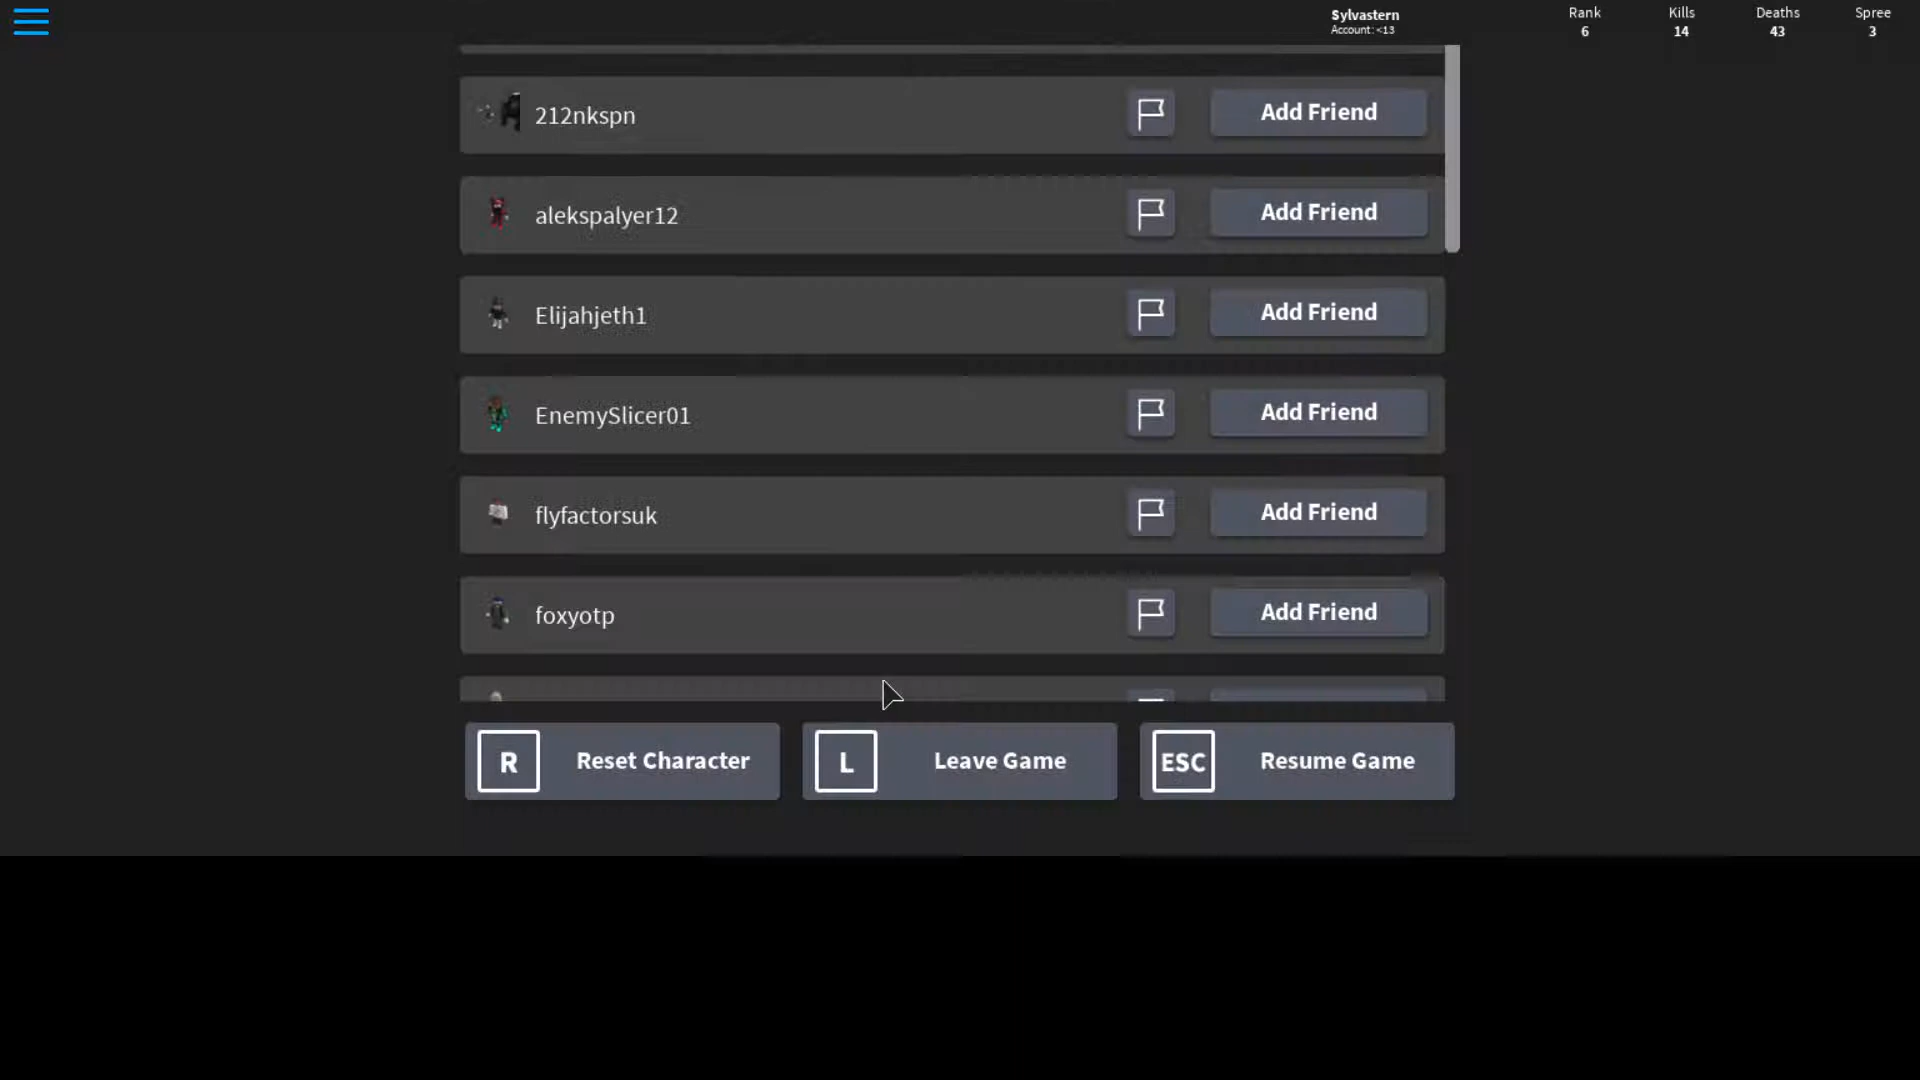 Sylvastern
Account: <13
Rank
6
Kills
14
Deaths
43
Spree
3
212nkspn
Add Friend
alekspalyer12
Add Friend
Elijahjeth1
Add Friend
EnemySlicer01
Add Friend
flyfactorsuk
Add Friend
foxyotp
Add Friend
R Reset Character
L Leave Game
ESC Resume Game